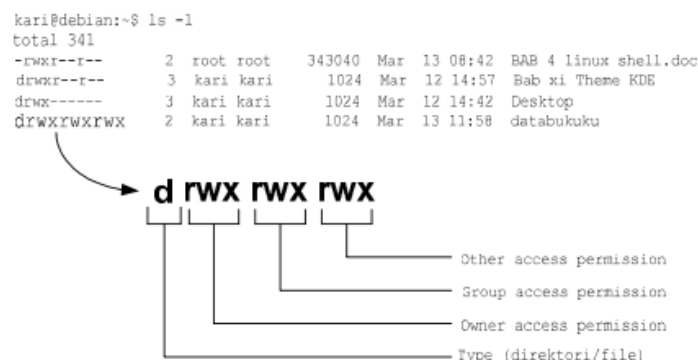 kari@debian:~$ ls -l
total 341
-rwxr--r-- 2 root root 343040 Mar 13 08:42 BAB 4 linux shell.doc
drwxr--r-- 3 kari kari 1024 Mar 12 14:57 Bab xi Theme KDE
drwx------ 3 kari kari 1024 Mar 12 14:42 Desktop
drwxrwxrwx 2 kari kari 1024 Mar 13 11:58 databukuku
d rwx rwx rwx
Other access permission
Group access permission
Owner access permission
Type (direktori/file)